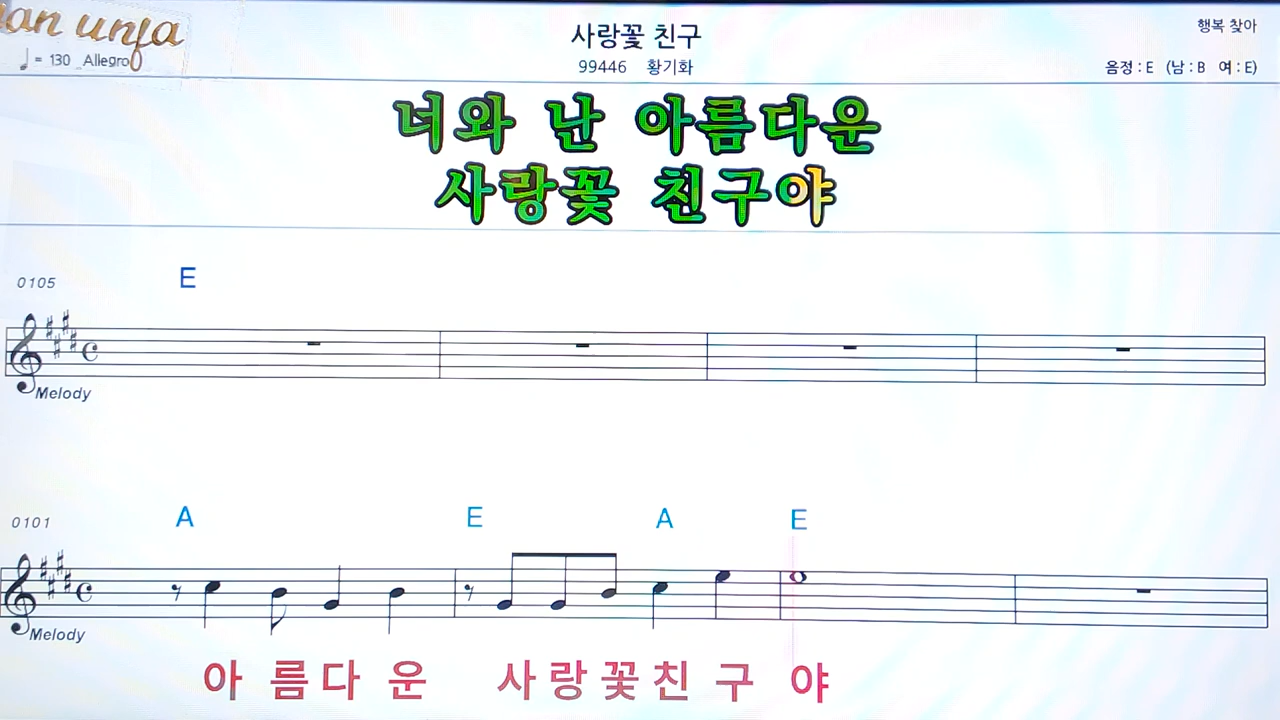 an unfa
♩ = 130 _Allegro
사랑꽃 친구
99446 황기화
행복 찾아
음정 : E (남 : B 여 : E)
너와 난 아름다운
사랑꽃 친구야
E
0105
Melody
A E A E
0101
Melody
아 름 다 운 사 랑 꽃 친 구 야